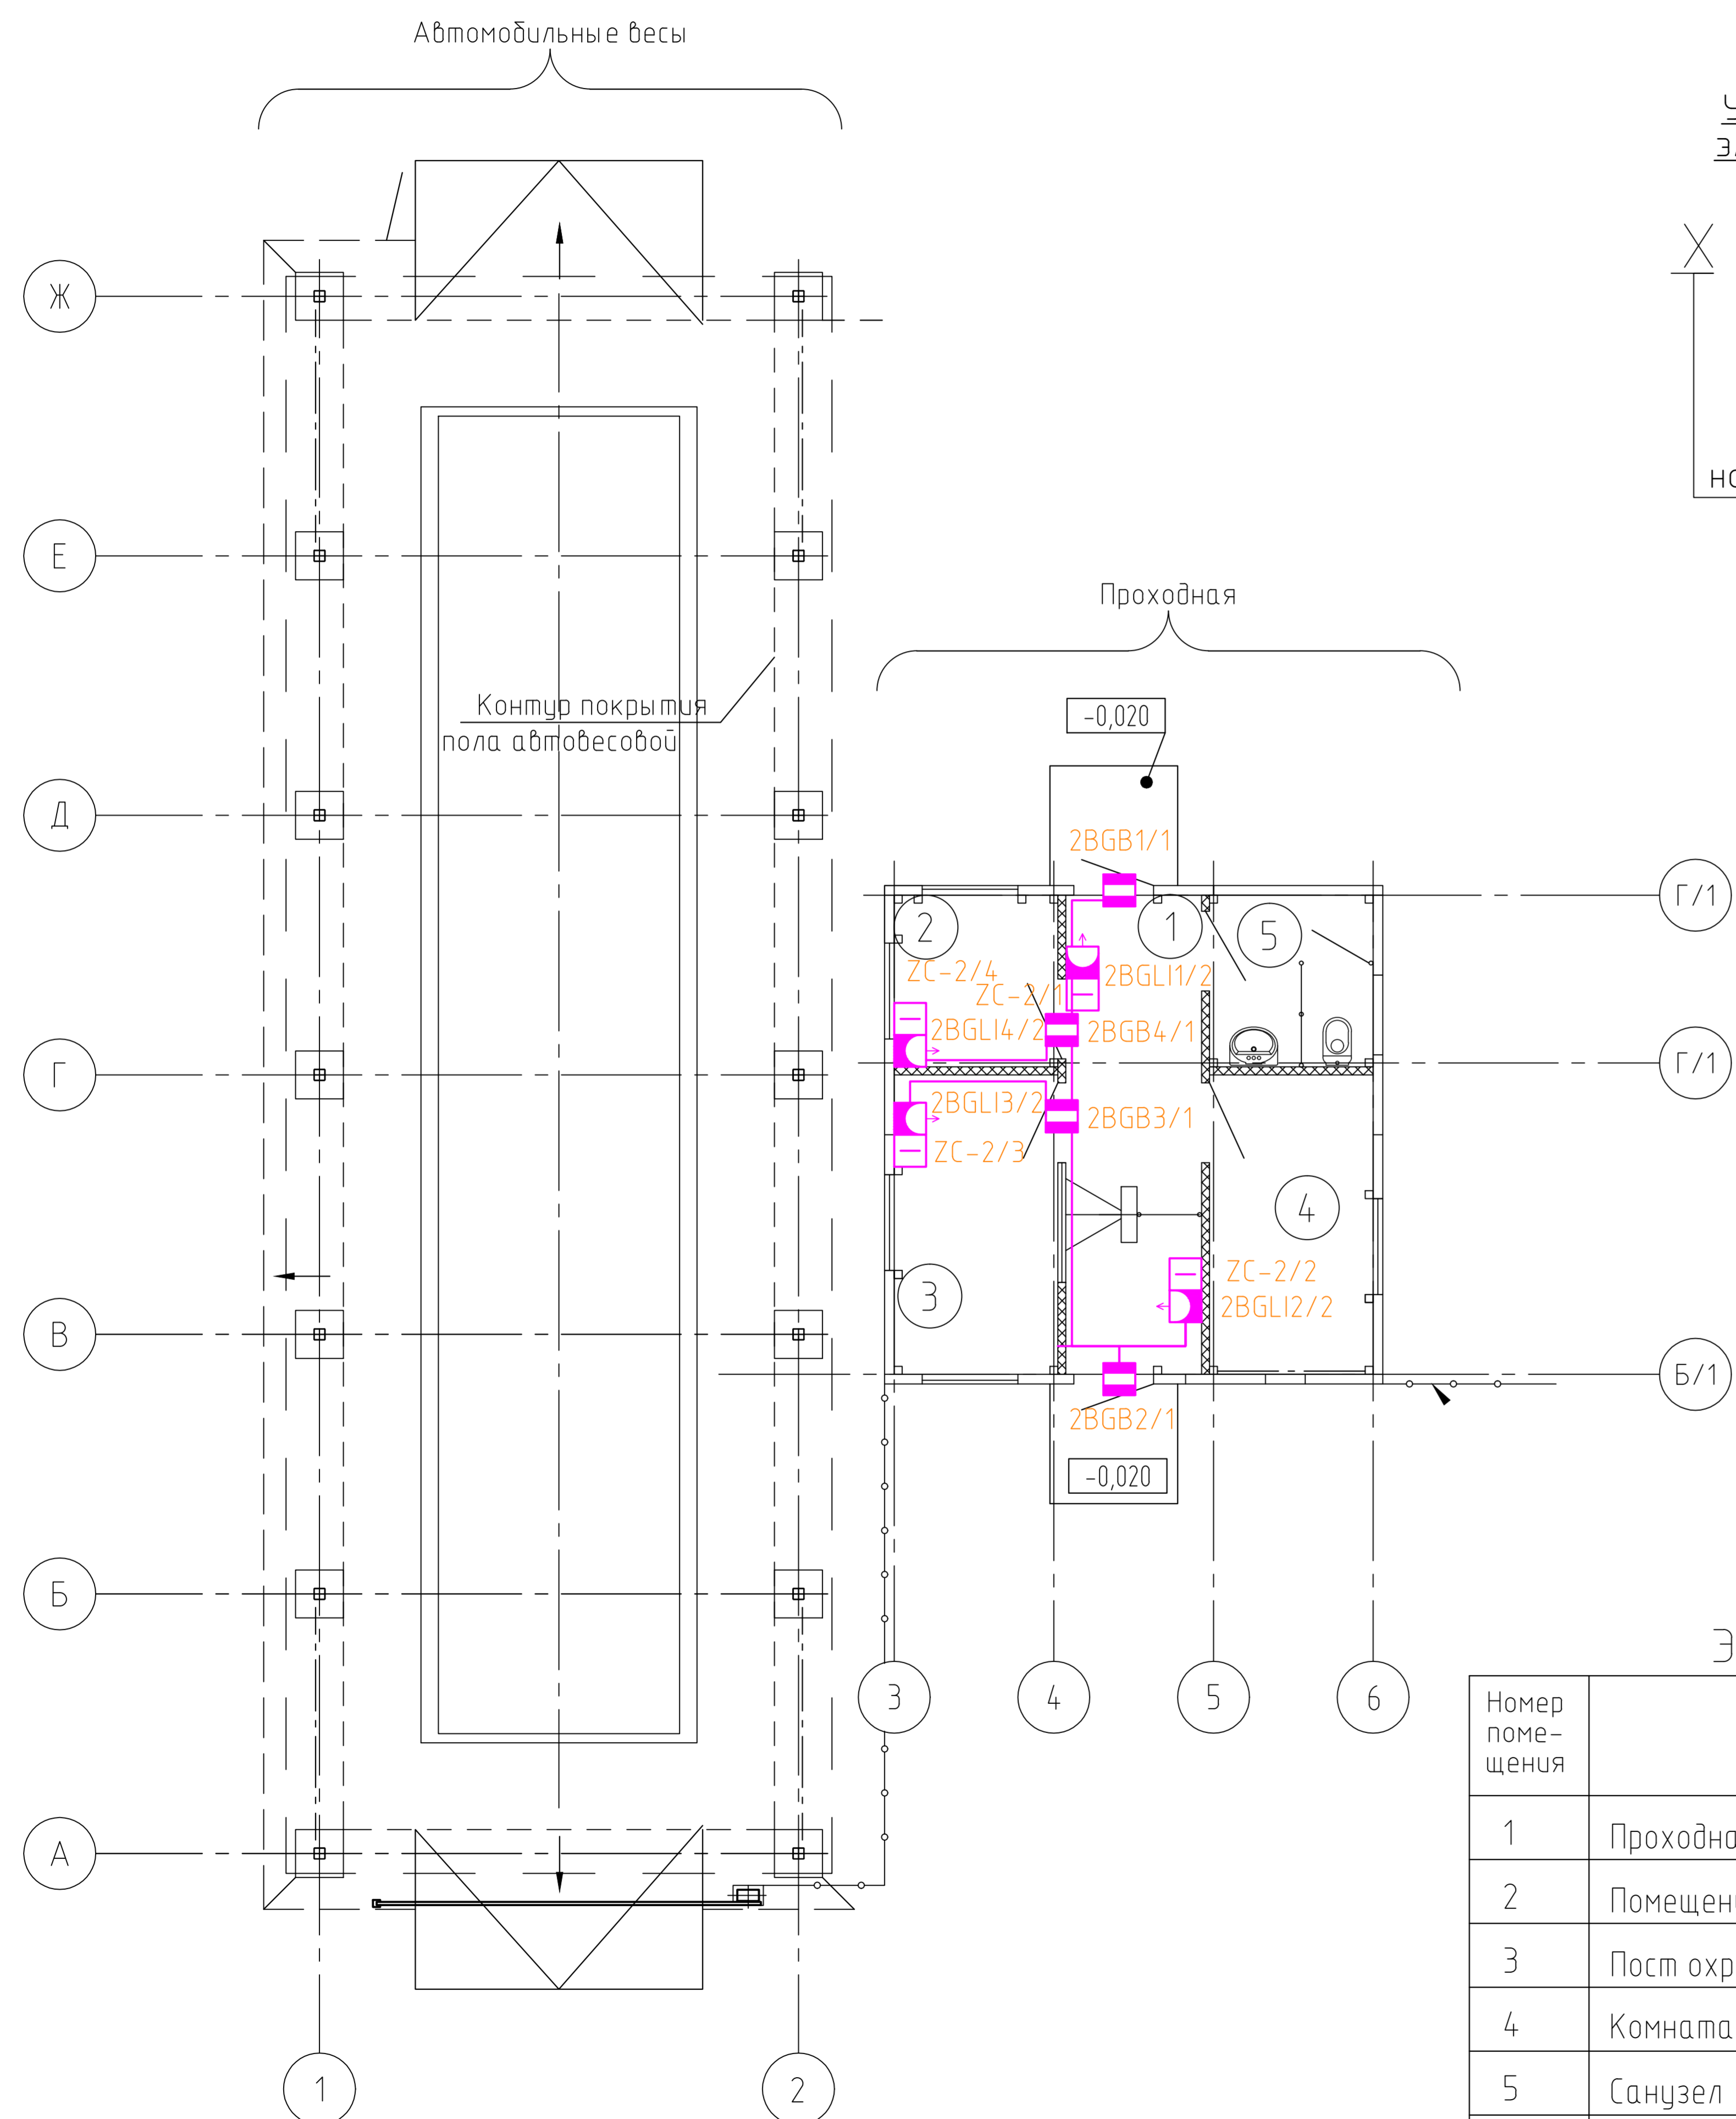 Автомобильные весы
Ж
Е
Проходная
Контур покрытия
пола автовесовой
-0,020
Д
2BGB1/1
Г/1
2
1
5
ZC-2/4
2BGLI1/2
ZC-2/1
2BGLI4/2
2BGB4/1
Г
Г/1
2BGLI3/2
2BGB3/1
ZC-2/3
4
ZC-2/2
3
2BGLI2/2
В
Б/1
2BGB2/1
-0,020
Б
3
4
5
6
Номер
поме-
щения
А
1
2
3 Пост
4 Комната
5 Санузел
1
2